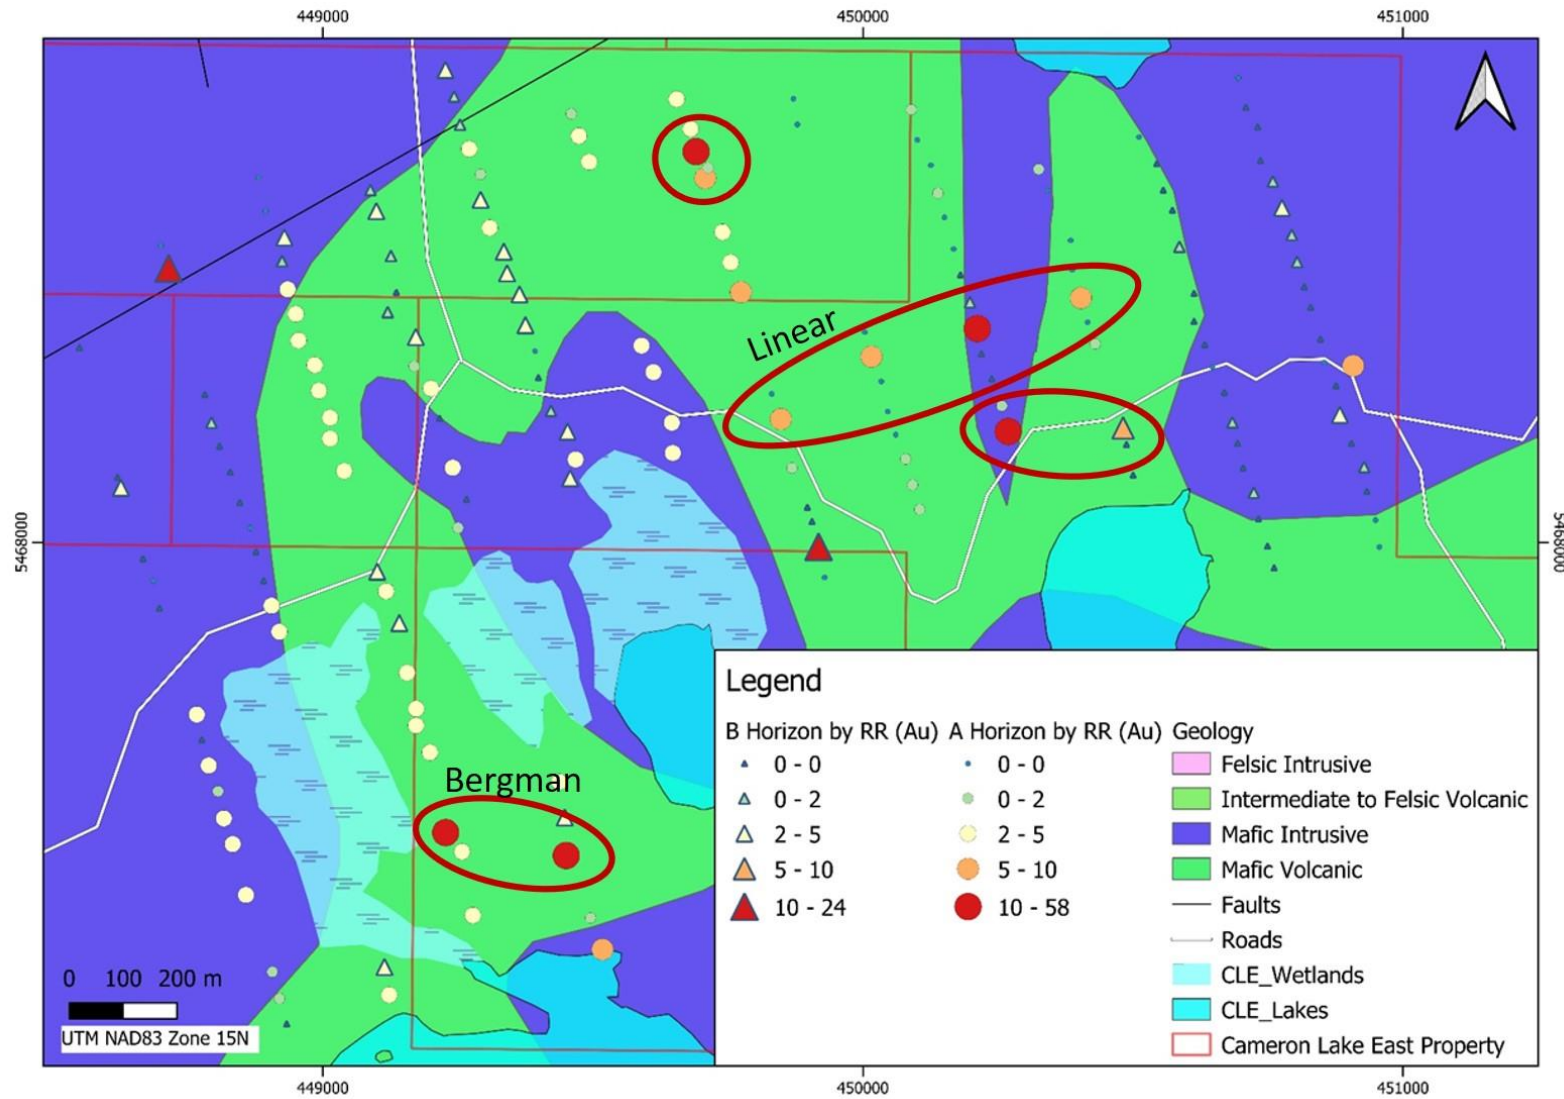 449000 450000 451000
Linear
5468000 5468000
Bergman
Legend
B Horizon by RR (Au) A Horizon by RR (Au) Geology
0 - 0 0 - 0 Felsic Intrusive
0 - 2 0 - 2 Intermediate to Felsic Volcanic
2 - 5 2 - 5 Mafic Intrusive
5 - 10 5 - 10 Mafic Volcanic
10 - 24 10 - 58 Faults
Roads
0 100 200 m CLE_Wetlands
CLE_Lakes
UTM NAD83 Zone 15N Cameron Lake East Property
449000 450000 451000